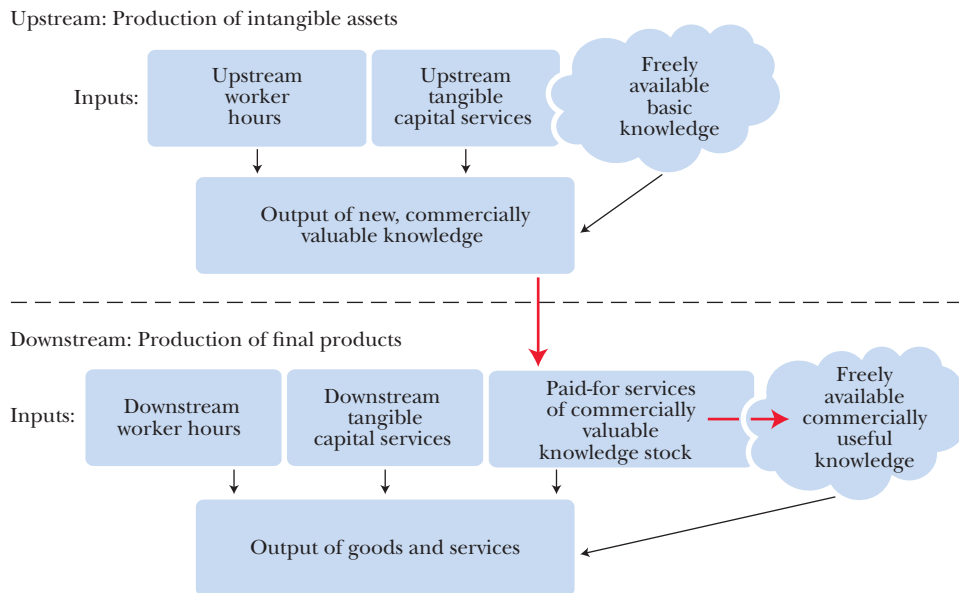 Upstream: Production of intangible assets
Inputs:
Upstream
worker
hours
Upstream
tangible
capital services
Freely
available
basic
knowledge
Output of new, commercially
valuable knowledge
Downstream: Production of final products
Inputs:
Downstream
worker hours
Downstream
tangible
capital services
Paid-for services
of commercially
valuable
knowledge stock
Freely
available
commercially
useful
knowledge
Output of goods and services